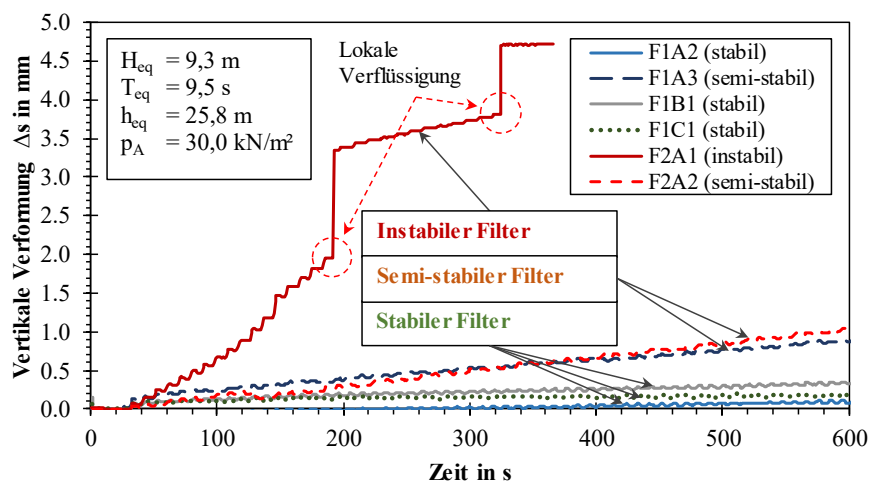 5.0
4.5
4.0
3.5
3.0
2.5
2.0
1.5
1.0
0.5
0.0
Vertikale Verformung Δs in mm
H_eq = 9,3 m
T_eq = 9,5 s
h_eq = 25,8 m
p_A = 30,0 kN/m²
Lokale
Verflüssigung
F1A2 (stabil)
F1A3 (semi-stabil)
F1B1 (stabil)
F1C1 (stabil)
F2A1 (instabil)
F2A2 (semi-stabil)
Instabiler Filter
Semi-stabiler Filter
Stabiler Filter
0 100 200 300 400 500 600
Zeit in s